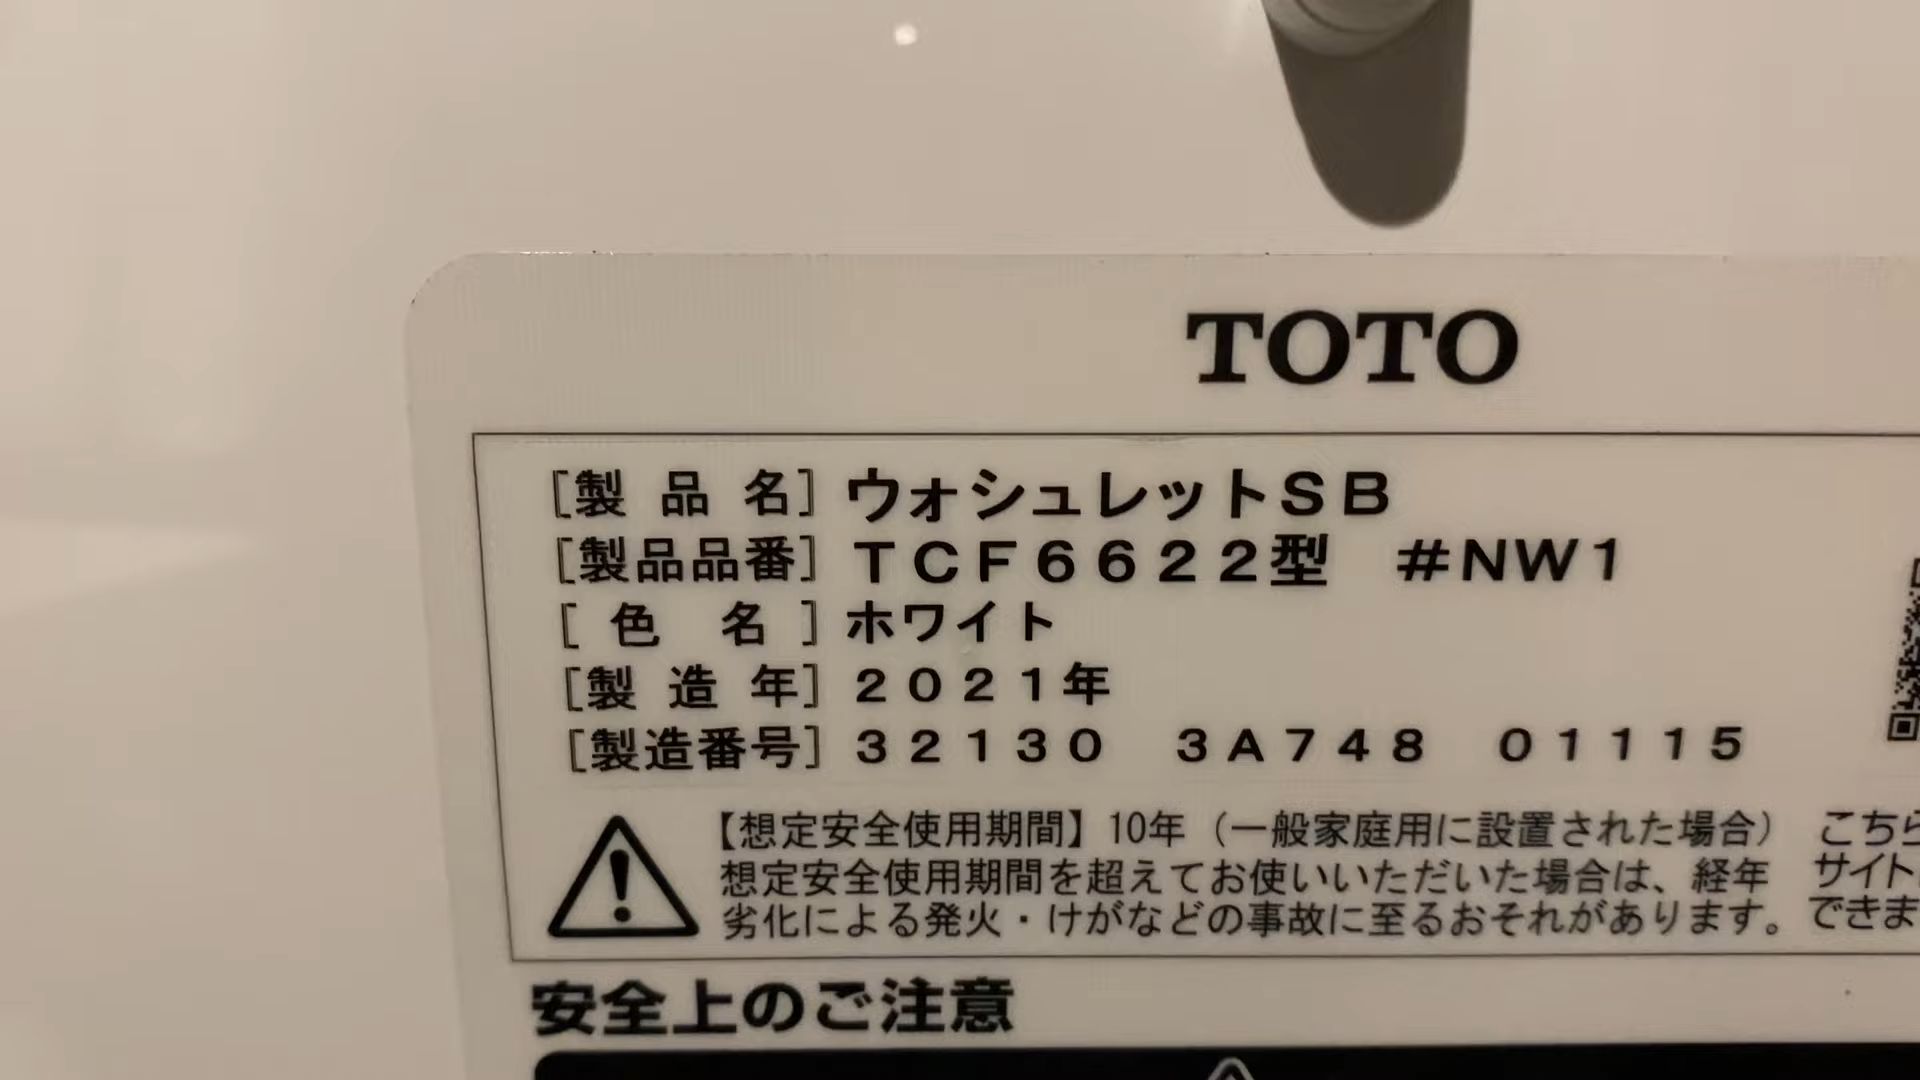 TOTO
[製品名] ウォシュレットSB
[製品品番] TCF6622型 #NW1
[色名] ホワイト
[製造年] 2021年
[製造番号] 32130 3A748 01115
【想定安全使用期間】10年（一般家庭用に設置された場合）
想定安全使用期間を超えてお使いいただいた場合は、経年
劣化による発火・けがなどの事故に至るおそれがあります。
こちら
サイト
できま
安全上のご注意